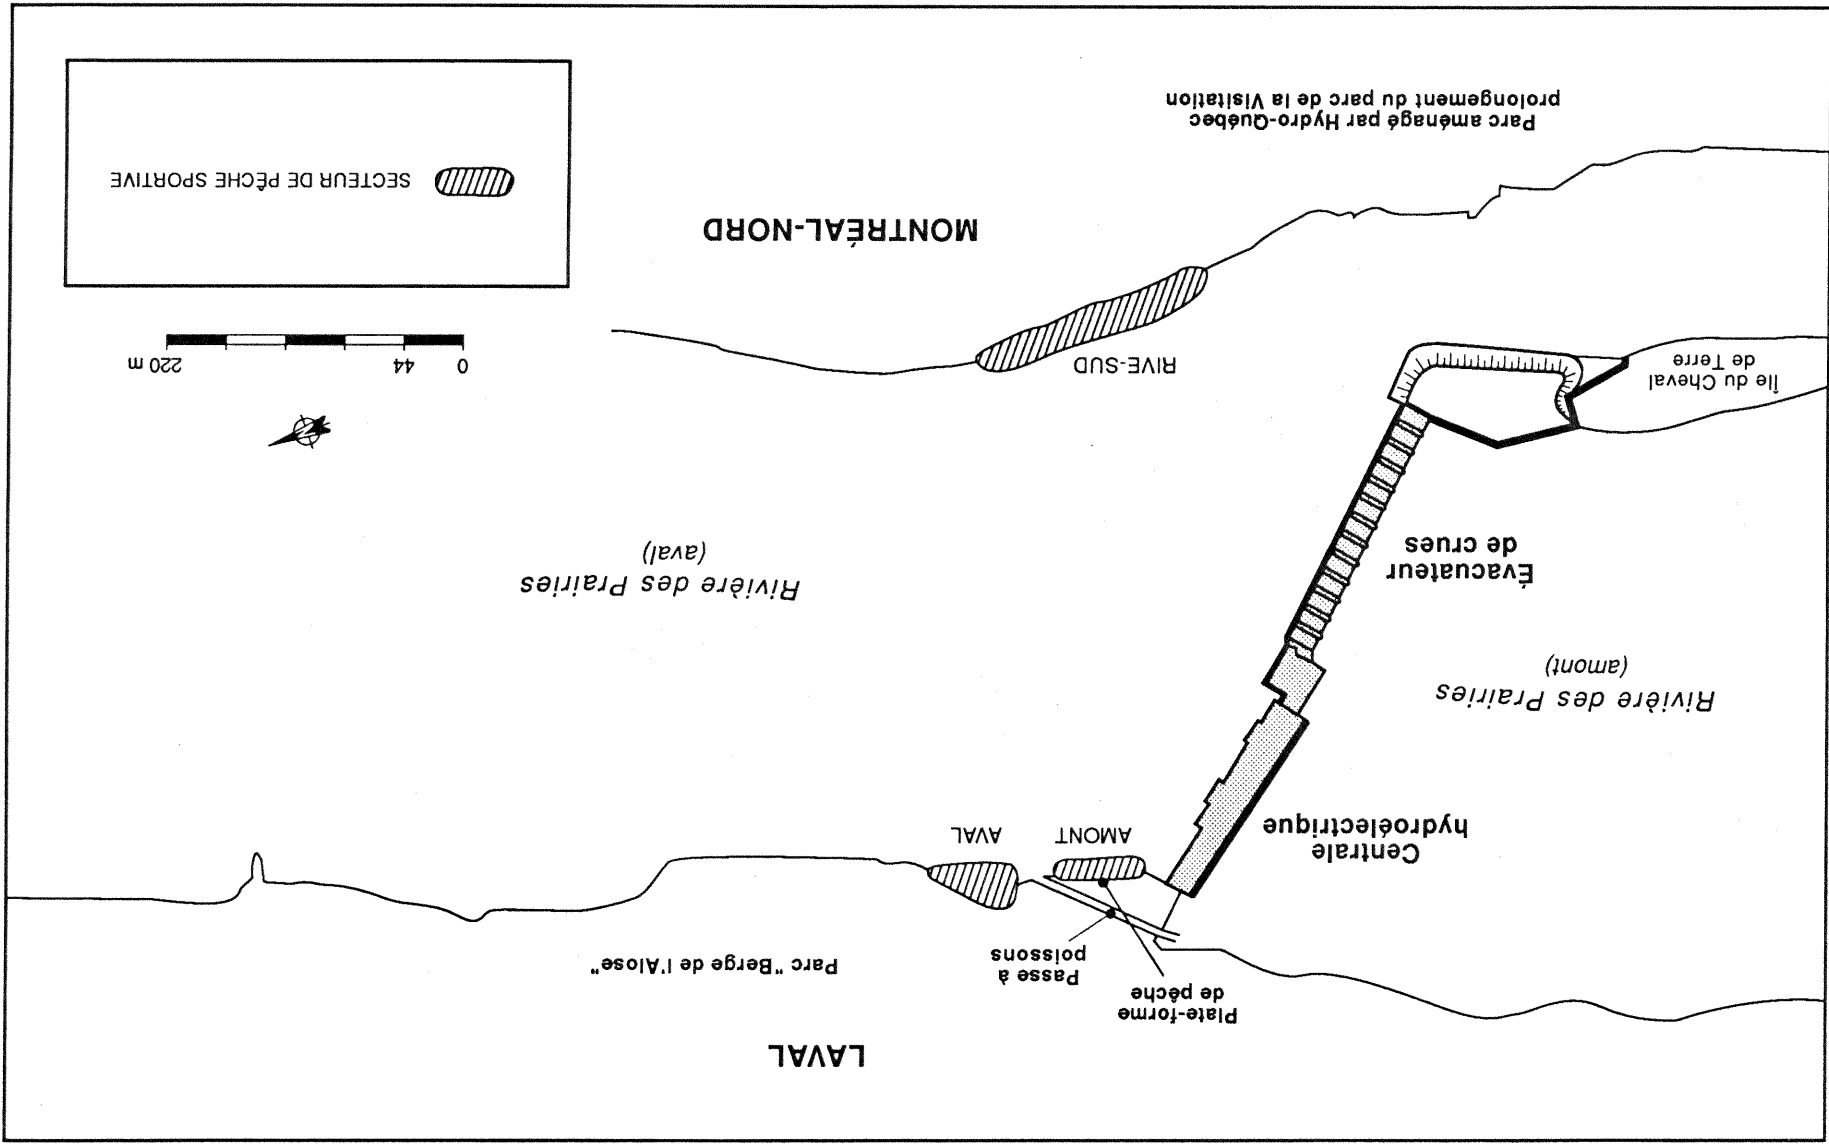 LAVAL
Plate-forme
de pêche
Passe à
poissons
Parc "Berge de l'Alose"
Centrale
hydroélectrique
AMONT
AVAL
Rivière des Prairies
(amont)
Évacuateur
de crues
Rivière des Prairies
(aval)
Île du Cheval
de Terre
RIVE-SUD
0
44
220 m
MONTRÉAL-NORD
SECTEUR DE PÊCHE SPORTIVE
Parc aménagé par Hydro-Québec
prolongement du parc de la Visitation